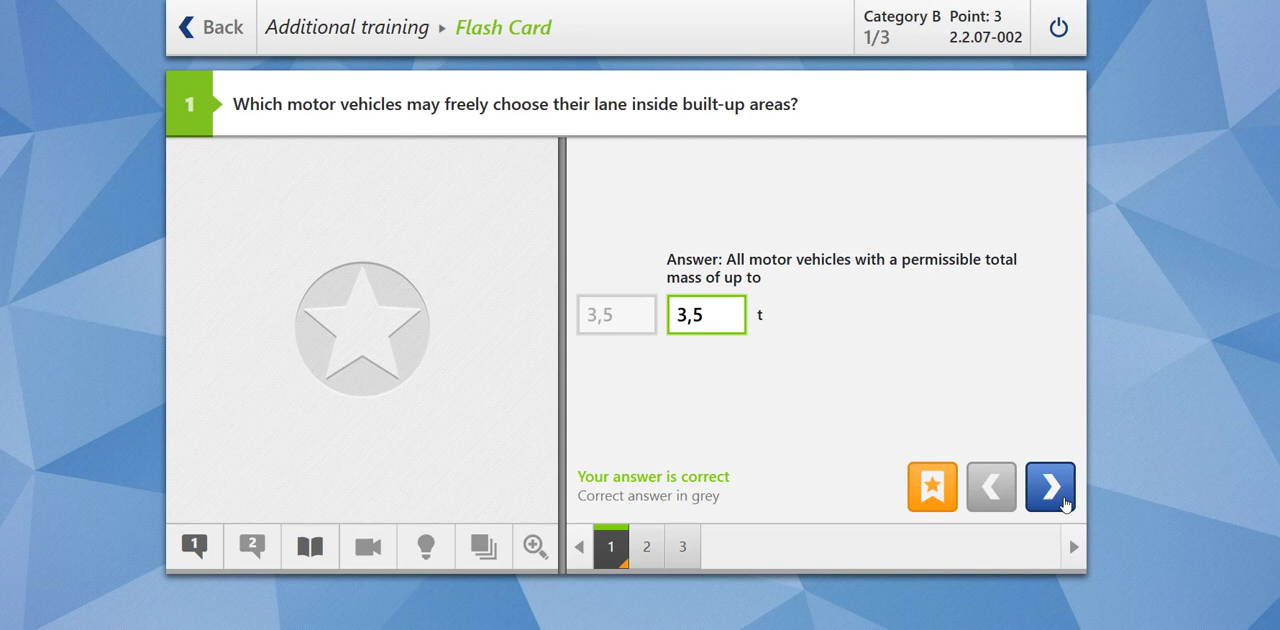 Back
Additional training ▸ Flash Card
Category B Point: 3
1/3 2.2.07-002
1
Which motor vehicles may freely choose their lane inside built-up areas?
Answer: All motor vehicles with a permissible total
mass of up to
3,5 3,5 t
Your answer is correct
Correct answer in grey
1 2
1 2 3